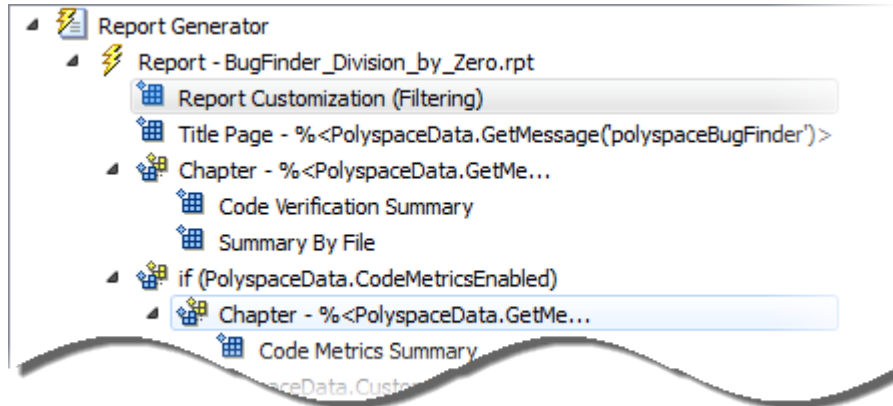 Report Generator
Report - BugFinder_Division_by_Zero.rpt
Report Customization (Filtering)
Title Page - %<PolyspaceData.GetMessage('polyspaceBugFinder')>
Chapter - %<PolyspaceData.GetMe...
Code Verification Summary
Summary By File
if (PolyspaceData.CodeMetricsEnabled)
Chapter - %<PolyspaceData.GetMe...
Code Metrics Summary